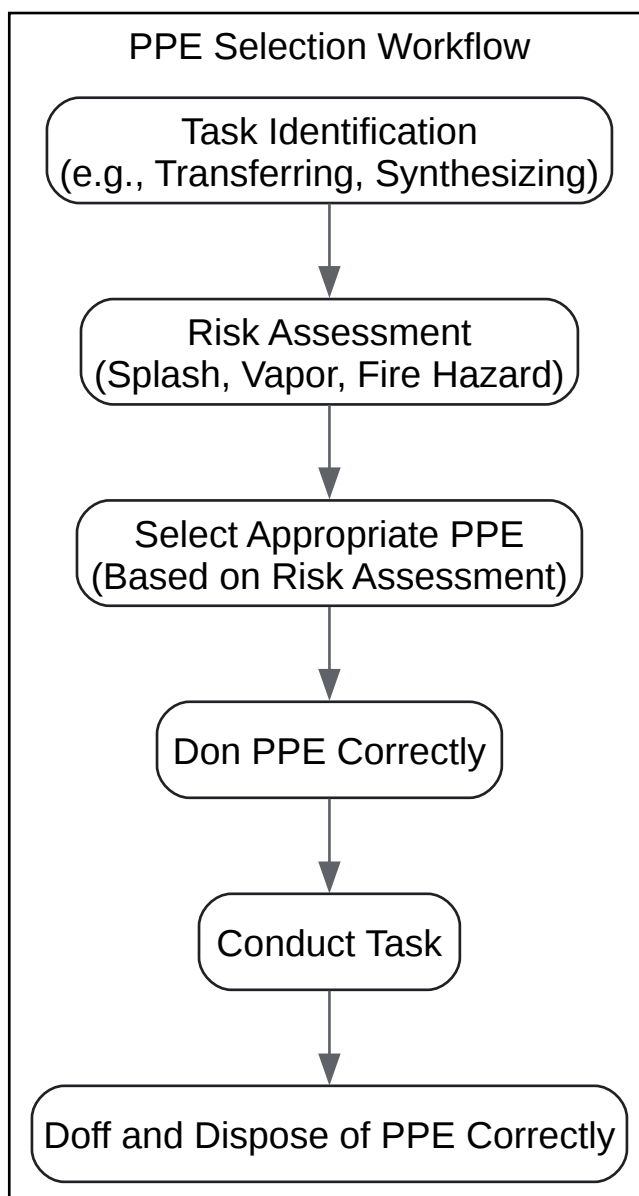 PPE Selection Workflow
Task Identification
(e.g., Transferring, Synthesizing)
Risk Assessment
(Splash, Vapor, Fire Hazard)
Select Appropriate PPE
(Based on Risk Assessment)
Don PPE Correctly
Conduct Task
Doff and Dispose of PPE Correctly